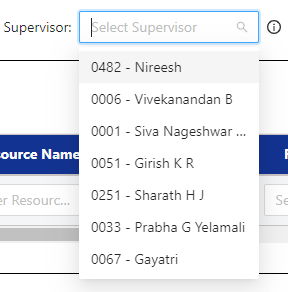 Supervisor: Select Supervisor
0482 - Nireesh
0006 - Vivekanandan B
0001 - Siva Nageshwar ...
source Name
0051 - Girish K R
er Resourc...
0251 - Sharath H J
Se
0033 - Prabha G Yelamali
0067 - Gayatri